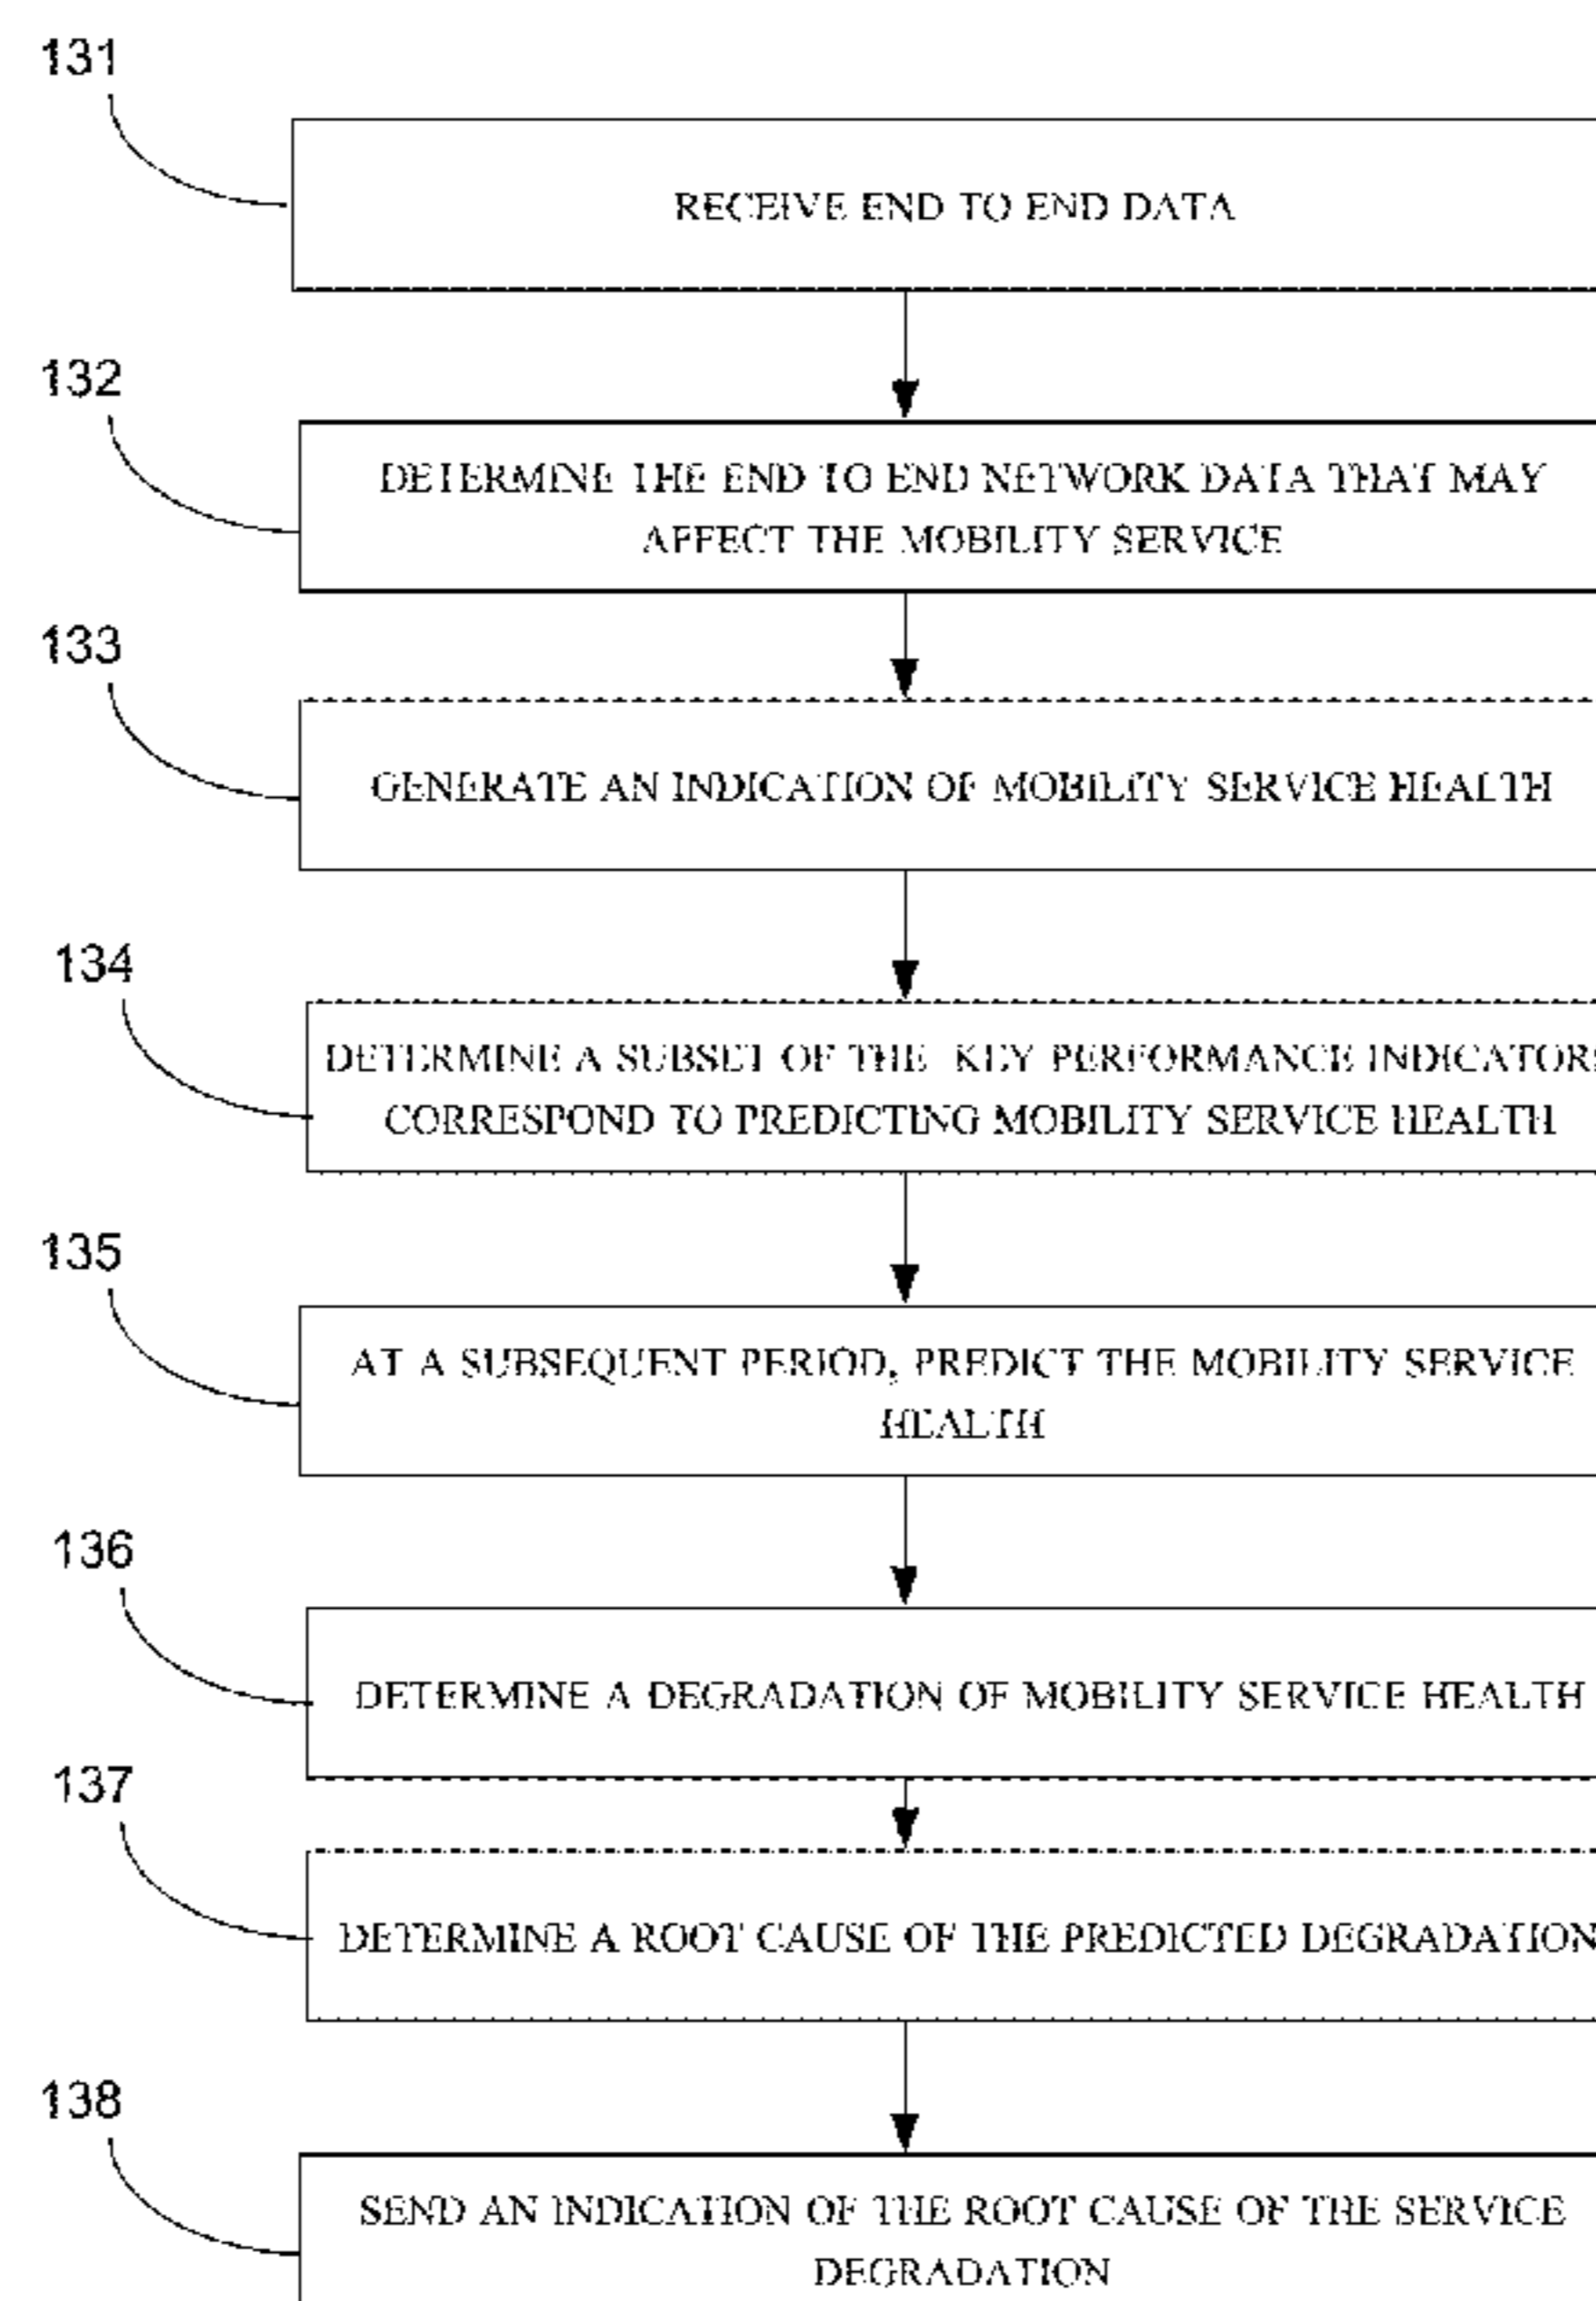 131
RECEIVE END TO END DATA
132
DETERMINE THE END TO END NETWORK DATA THAT MAY
AFFECT THE MOBILITY SERVICE
133
GENERATE AN INDICATION OF MOBILITY SERVICE HEALTH
134
DETERMINE A SUBSET OF THE KEY PERFORMANCE INDICATORS
CORRESPOND TO PREDICTING MOBILITY SERVICE HEALTH
135
AT A SUBSEQUENT PERIOD, PREDICT THE MOBILITY SERVICE
HEALTH
136
DETERMINE A DEGRADATION OF MOBILITY SERVICE HEALTH
137
DETERMINE A ROOT CAUSE OF THE PREDICTED DEGRADATION
138
SEND AN INDICATION OF THE ROOT CAUSE OF THE SERVICE
DEGRADATION